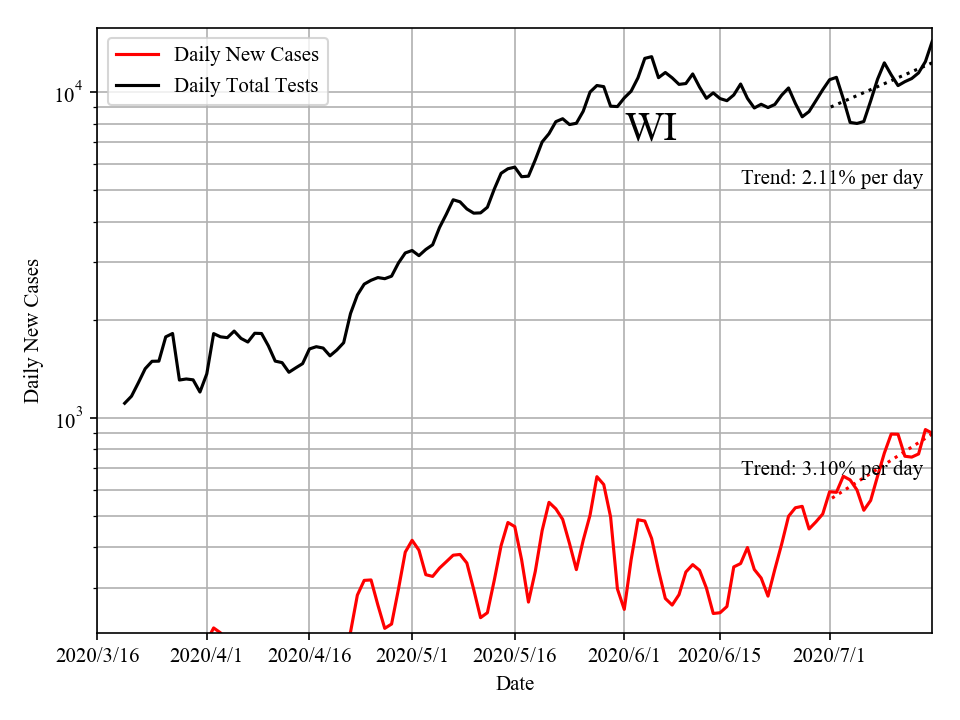 Daily New Cases
Daily Total Tests
10^4
WI
Trend: 2.11% per day
Daily New Cases
10^3
Trend: 3.10% per day
2020/3/16 2020/4/1 2020/4/16 2020/5/1 2020/5/16 2020/6/1 2020/6/15 2020/7/1
Date